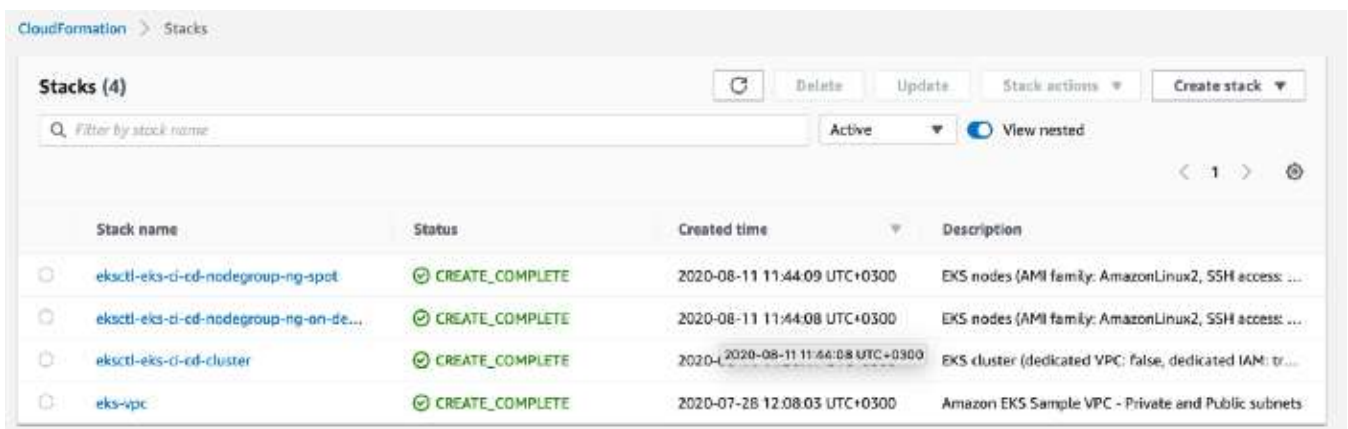 CloudFormation > Stacks
Stacks (4)
Delete Update Stack actions Create stack
Filter by stack name
Active View nested
< 1 >
Stack name Status Created time Description
eksctl-eks-ci-cd-nodegroup-ng-spot CREATE_COMPLETE 2020-08-11 11:44:09 UTC+0300 EKS nodes (AMI family: AmazonLinux2, SSH access: ...
eksctl-eks-ci-cd-nodegroup-ng-on-de... CREATE_COMPLETE 2020-08-11 11:44:08 UTC+0300 EKS nodes (AMI family: AmazonLinux2, SSH access: ...
eksctl-eks-ci-cd-cluster CREATE_COMPLETE 2020-08-11 11:44:08 UTC+0300 EKS cluster (dedicated VPC: false, dedicated IAM: tr...
eks-vpc CREATE_COMPLETE 2020-07-28 12:08:03 UTC+0300 Amazon EKS Sample VPC - Private and Public subnets